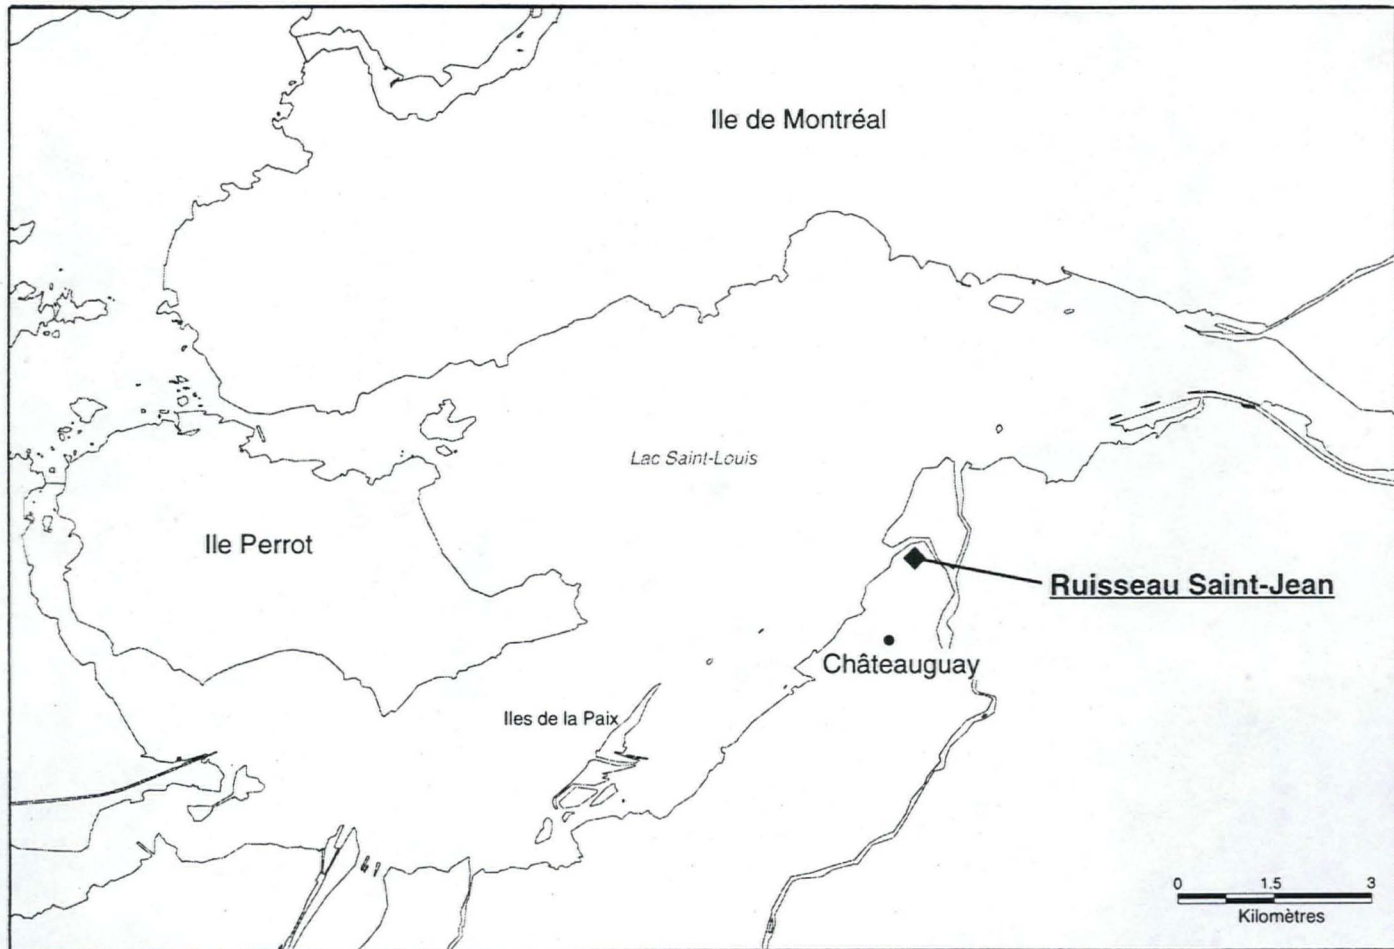 Ile de Montréal
Lac Saint-Louis
Ile Perrot
Ruisseau Saint-Jean
Châteauguay
Iles de la Paix
0 1.5 3
Kilomètres